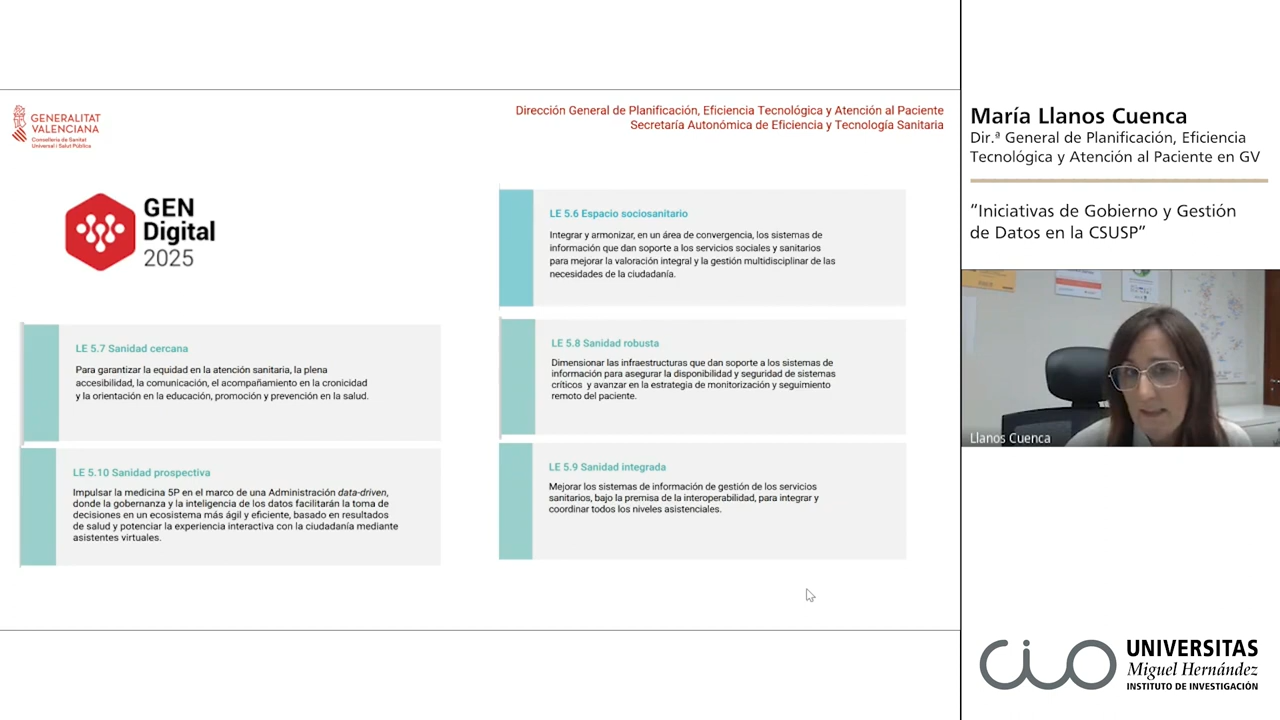 GENERALITAT
VALENCIANA
Conselleria de Sanitat
Universal i Salut Pública
Dirección General de Planificación, Eficiencia Tecnológica y Atención al Paciente
Secretaría Autonómica de Eficiencia y Tecnología Sanitaria
GEN
Digital
2025
LE 5.6 Espacio sociosanitario
Integrar y armonizar, en un área de convergencia, los sistemas de
información que dan soporte a los servicios sociales y sanitarios
para mejorar la valoración integral y la gestión multidisciplinar de las
necesidades de la ciudadanía.
LE 5.7 Sanidad cercana
Para garantizar la equidad en la atención sanitaria, la plena
accesibilidad, la comunicación, el acompañamiento en la cronicidad
y la orientación en la educación, promoción y prevención en la salud.
LE 5.8 Sanidad robusta
Dimensionar las infraestructuras que dan soporte a los sistemas de
información para asegurar la disponibilidad y seguridad de sistemas
críticos y avanzar en la estrategia de monitorización y seguimiento
remoto del paciente.
LE 5.10 Sanidad prospectiva
Impulsar la medicina 5P en el marco de una Administración data-driven,
donde la gobernanza y la inteligencia de los datos facilitarán la toma de
decisiones en un ecosistema más ágil y eficiente, basado en resultados
de salud y potenciar la experiencia interactiva con la ciudadanía mediante
asistentes virtuales.
LE 5.9 Sanidad integrada
Mejorar los sistemas de información de gestión de los servicios
sanitarios, bajo la premisa de la interoperabilidad, para integrar y
coordinar todos los niveles asistenciales.
María Llanos Cuenca
Dir.ª General de Planificación, Eficiencia
Tecnológica y Atención al Paciente en GV
“Iniciativas de Gobierno y Gestión
de Datos en la CSUSP”
Llanos Cuenca
CIO
UNIVERSITAS
Miguel Hernández
INSTITUTO DE INVESTIGACIÓN